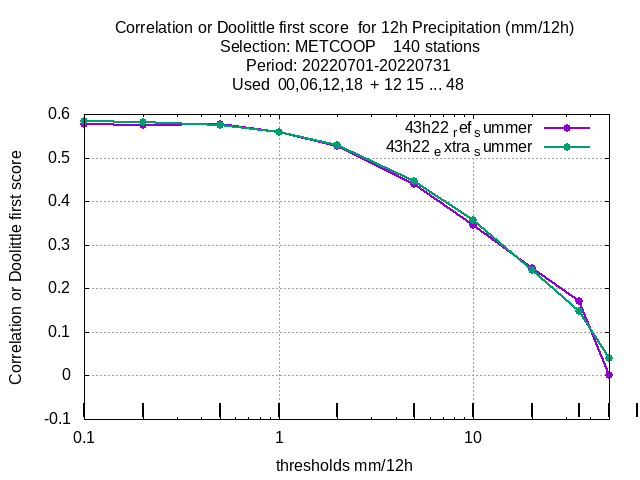 Correlation or Doolittle first score  for 12h Precipitation (mm/12h)
Selection: METCOOP    140 stations
Period: 20220701-20220731
Used  00,06,12,18  + 12 15 ... 48
43h22 ref summer
43h22 extra summer
Correlation or Doolittle first score
0.6
0.5
0.4
0.3
0.2
0.1
0
-0.1
0.1 1 10
thresholds mm/12h